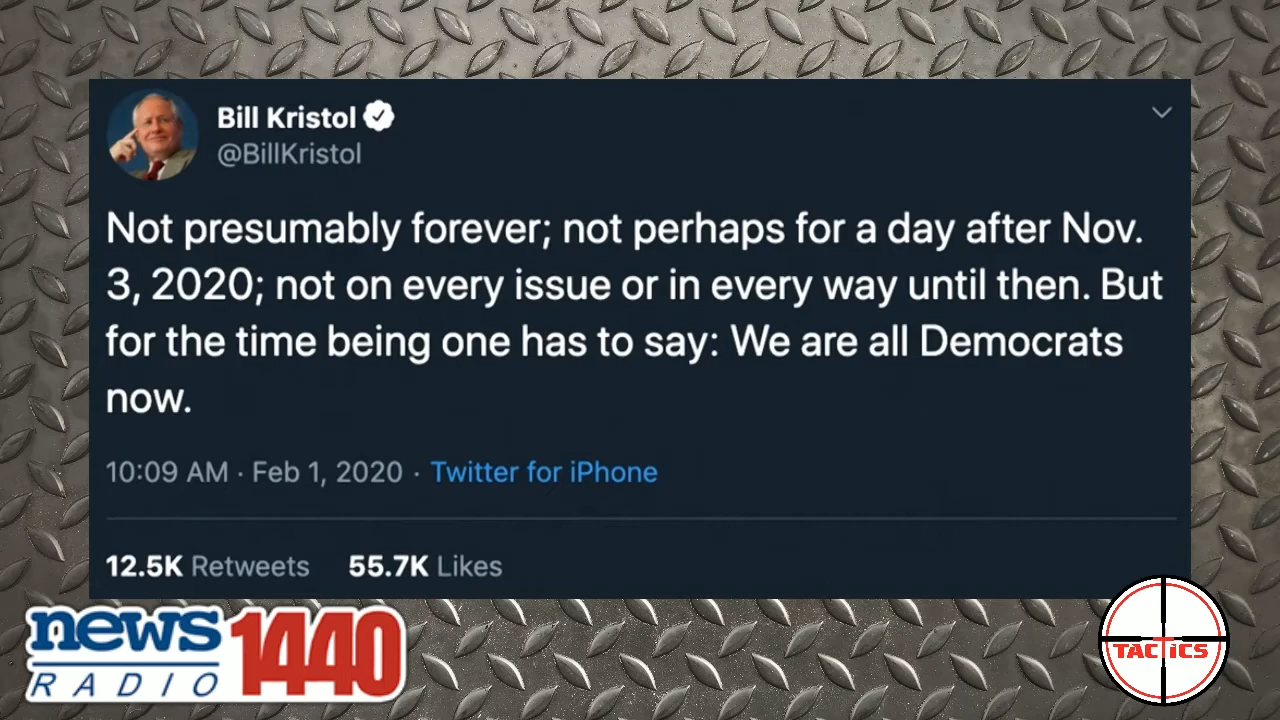 Bill Kristol
@BillKristol
Not presumably forever; not perhaps for a day after Nov.
3, 2020; not on every issue or in every way until then. But
for the time being one has to say: We are all Democrats
now.
10:09 AM · Feb 1, 2020 · Twitter for iPhone
12.5K Retweets 55.7K Likes
news 1440
RADIO
TACTICS